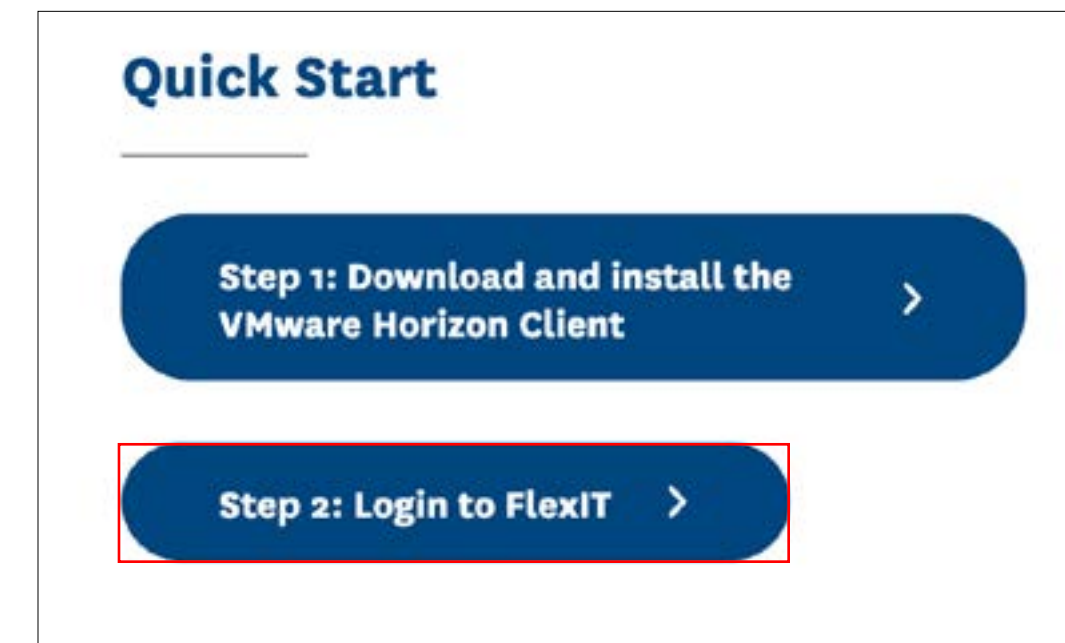 Quick Start
Step 1: Download and install the
VMware Horizon Client
Step 2: Login to FlexIT